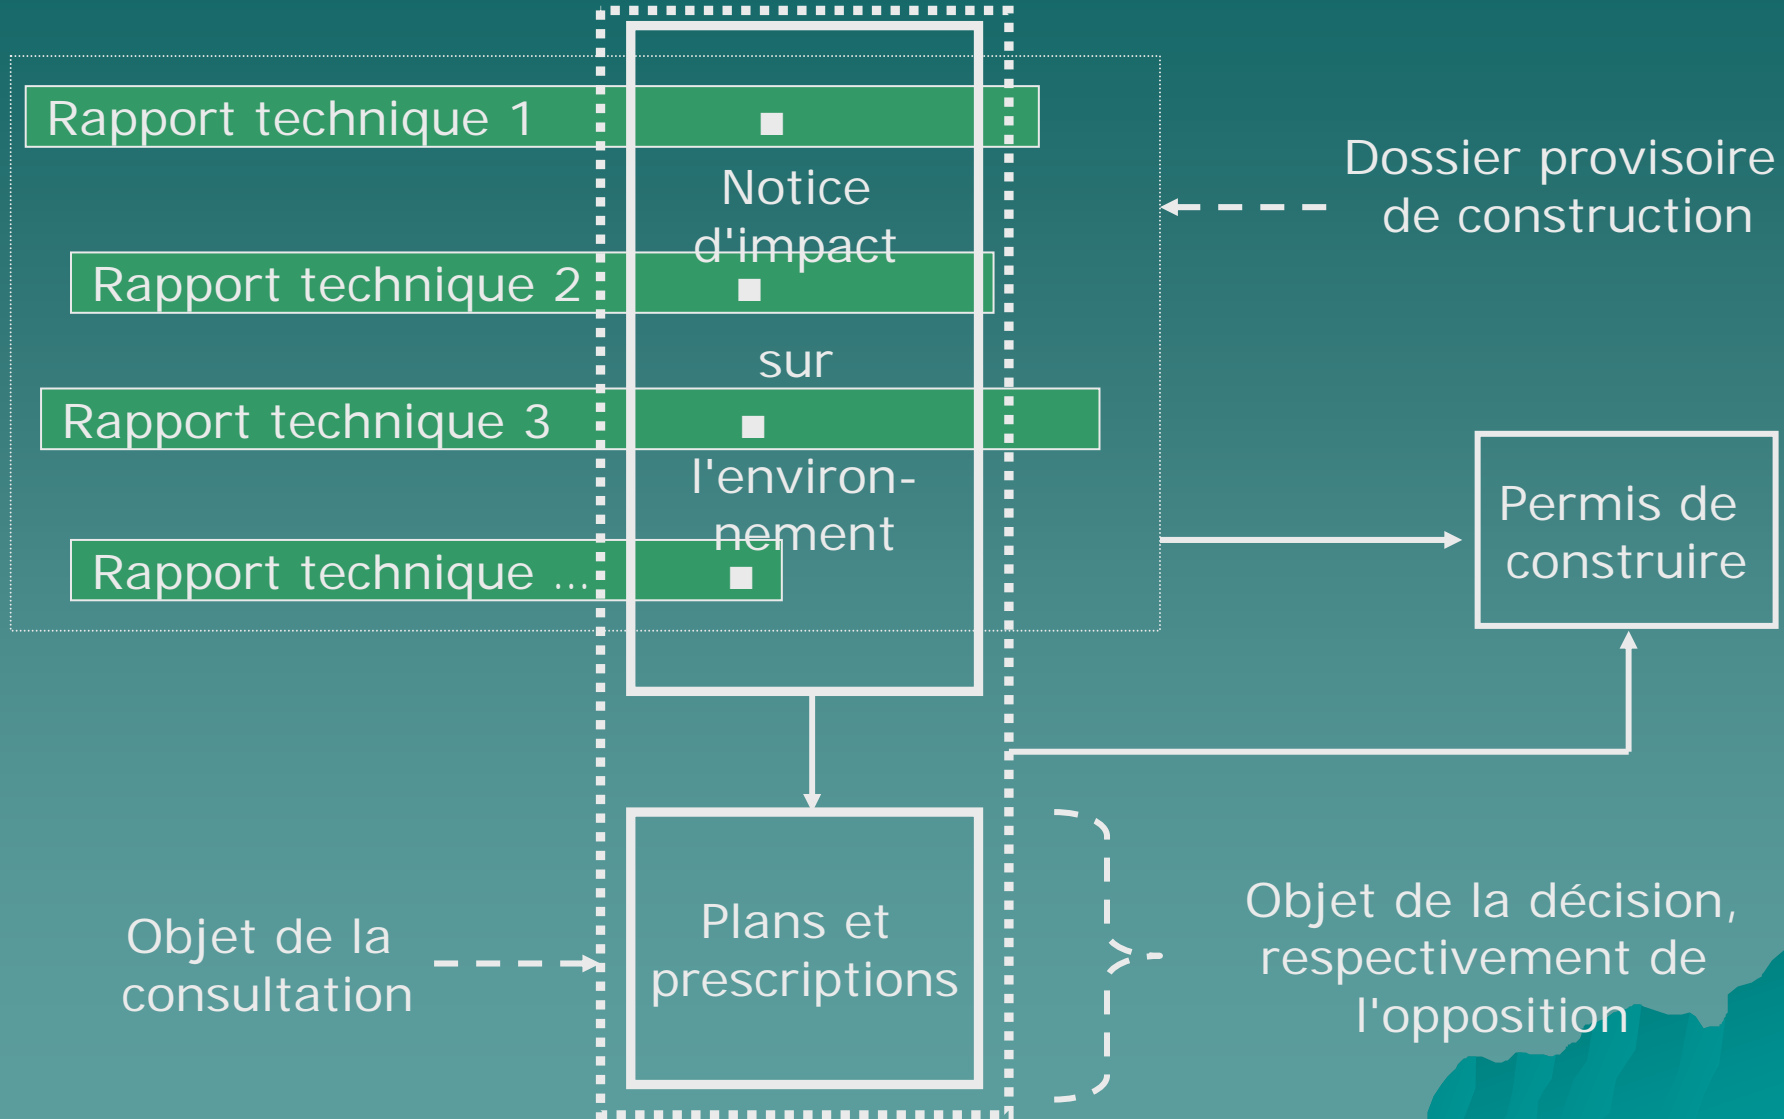 Rapport technique 1
Notice
d'impact
Rapport technique 2
sur
Rapport technique 3
l'environ-
nement
Rapport technique ...
Dossier provisoire
de construction
Permis de
construire
Plans et
prescriptions
Objet de la
consultation
Objet de la décision,
respectivement de
l'opposition